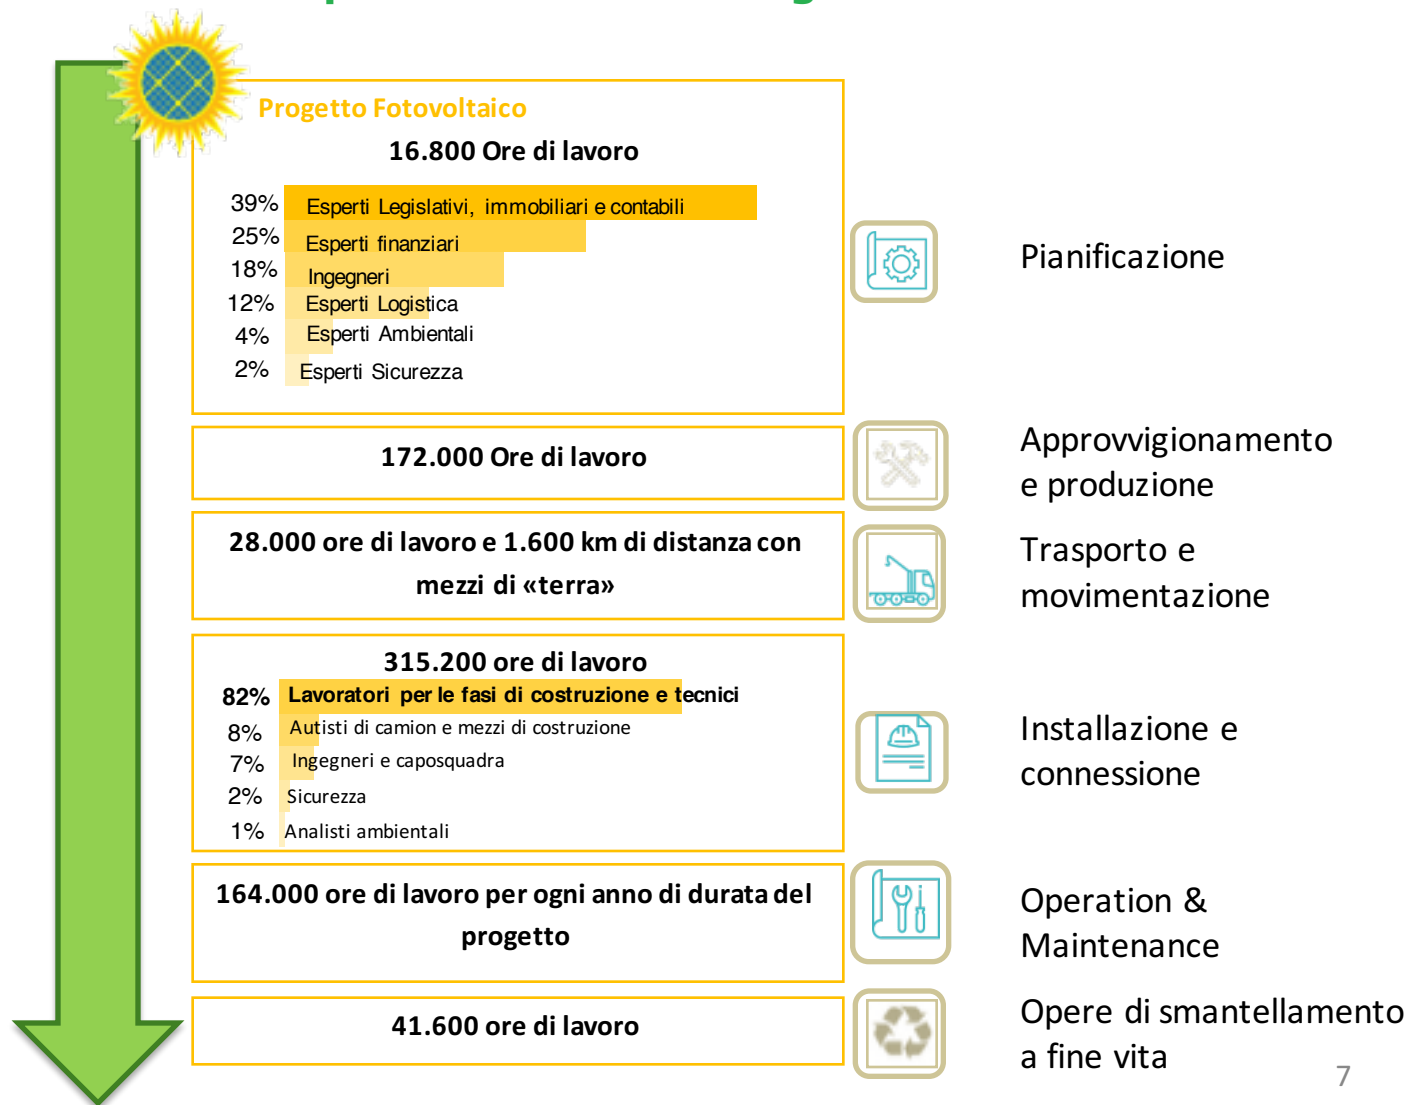 Progetto Fotovoltaico
16.800 Ore di lavoro
39% Esperti Legislativi, immobiliari e contabili
25% Esperti finanziari
18% Ingegneri
12% Esperti Logistica
4% Esperti Ambientali
2% Esperti Sicurezza
Pianificazione
172.000 Ore di lavoro
Approvvigionamento
e produzione
28.000 ore di lavoro e 1.600 km di distanza con
mezzi di «terra»
Trasporto e
movimentazione
315.200 ore di lavoro
82% Lavoratori per le fasi di costruzione e tecnici
8% Autisti di camion e mezzi di costruzione
7% Ingegneri e caposquadra
2% Sicurezza
1% Analisti ambientali
Installazione e
connessione
164.000 ore di lavoro per ogni anno di durata del
progetto
Operation &
Maintenance
41.600 ore di lavoro
Opere di smantellamento
a fine vita
7